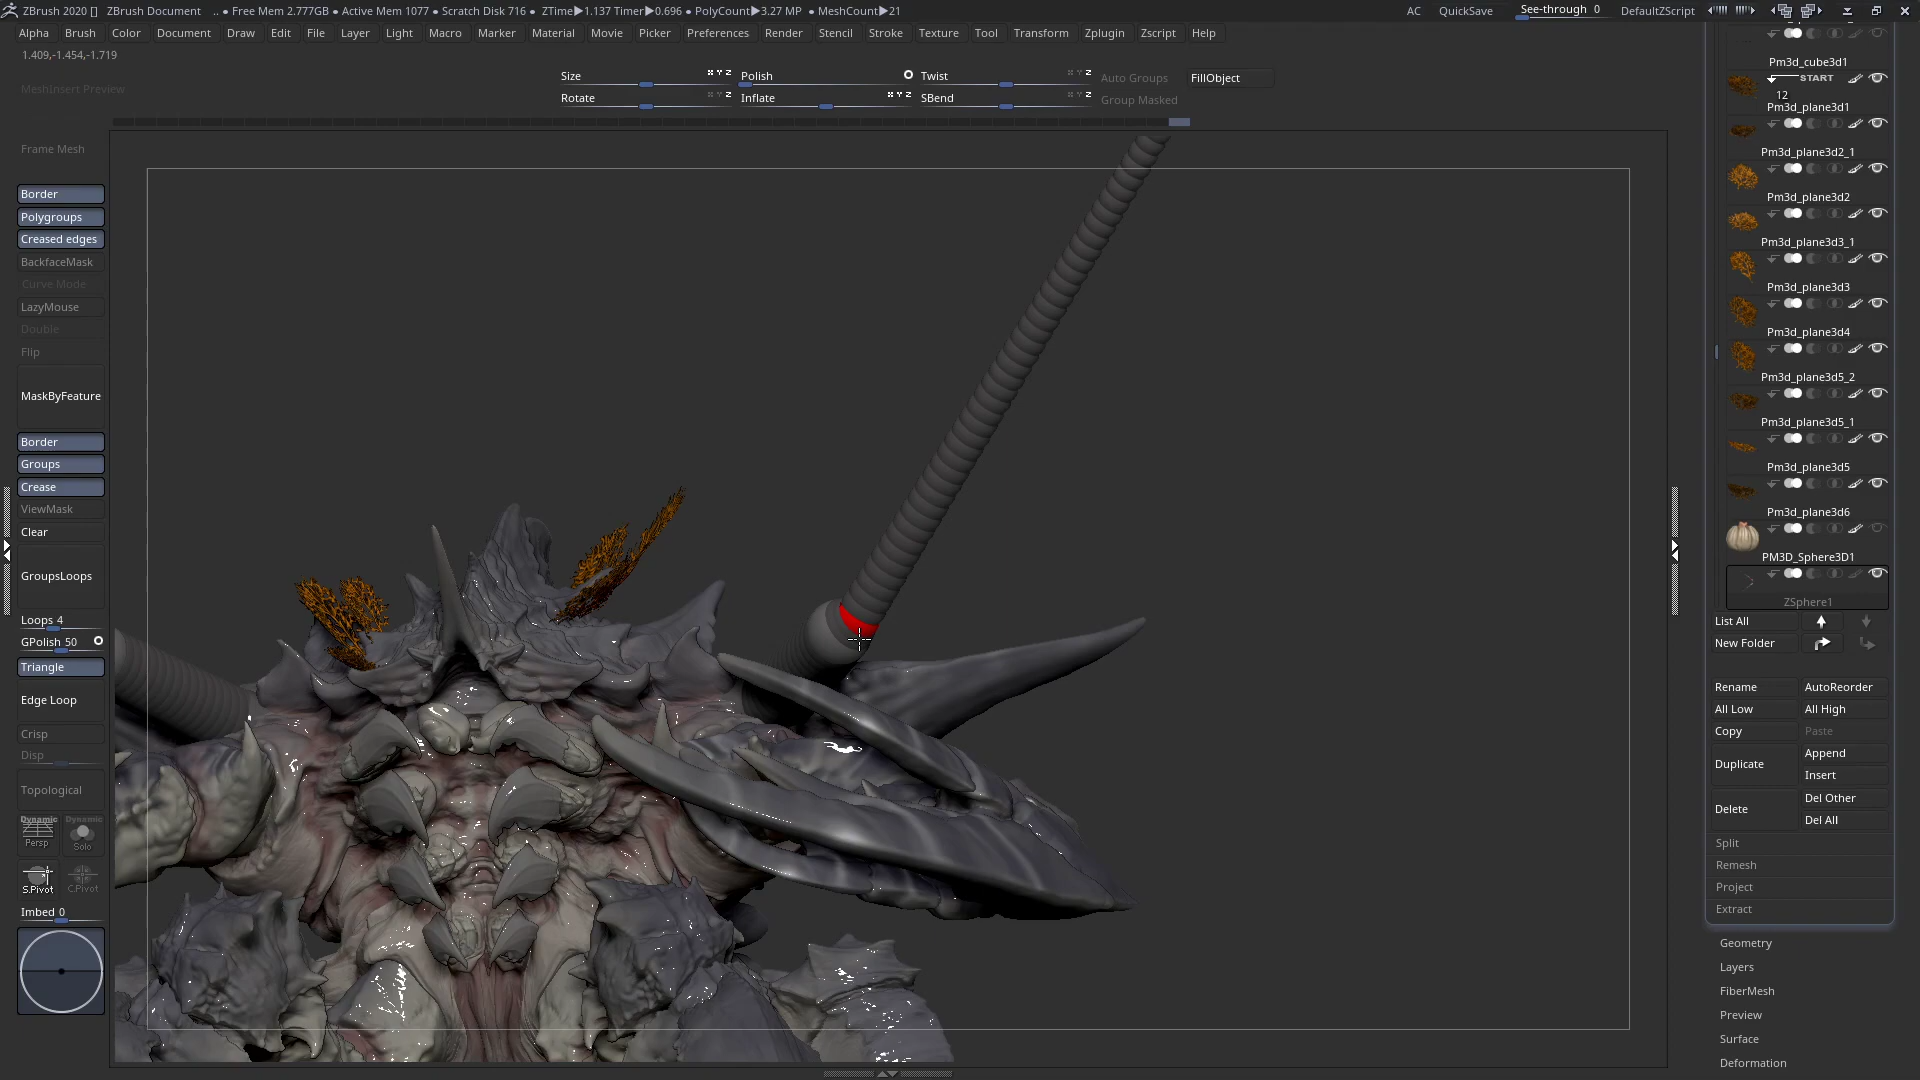 ZBrush 2020 [] ZBrush Document .. ● Free Mem 2.777GB ● Active Mem 1077 ● Scratch Disk 716 ● ZTime▶1.137 Timer▶0.696 ● PolyCount▶3.27 MP ● MeshCount▶21 AC QuickSave See-through 0 DefaultZScript
Alpha Brush Color Document Draw Edit File Layer Light Macro Marker Material Movie Picker Preferences Render Stencil Stroke Texture Tool Transform Zplugin Zscript Help
1.409,-1.454,-1.719
MeshInsert Preview
Size Polish Twist Auto Groups FillObject
Rotate Inflate SBend Group Masked
Frame Mesh
Border
Polygroups
Creased edges
BackfaceMask
Curve Mode
LazyMouse
Double
Flip
MaskByFeature
Border
Groups
Crease
ViewMask
Clear
GroupsLoops
Loops 4
GPolish 50
Triangle
Edge Loop
Crisp
Disp
Topological
Dynamic Dynamic
Persp Solo
S.Pivot C.Pivot
Imbed 0
Pm3d_cube3d1
START
12
Pm3d_plane3d1
Pm3d_plane3d2_1
Pm3d_plane3d2
Pm3d_plane3d3_1
Pm3d_plane3d3
Pm3d_plane3d4
Pm3d_plane3d5_2
Pm3d_plane3d5_1
Pm3d_plane3d5
Pm3d_plane3d6
PM3D_Sphere3D1
ZSphere1
List All
New Folder
Rename AutoReorder
All Low All High
Copy Paste
Duplicate Append
Insert
Delete Del Other
Del All
Split
Remesh
Project
Extract
Geometry
Layers
FiberMesh
Preview
Surface
Deformation